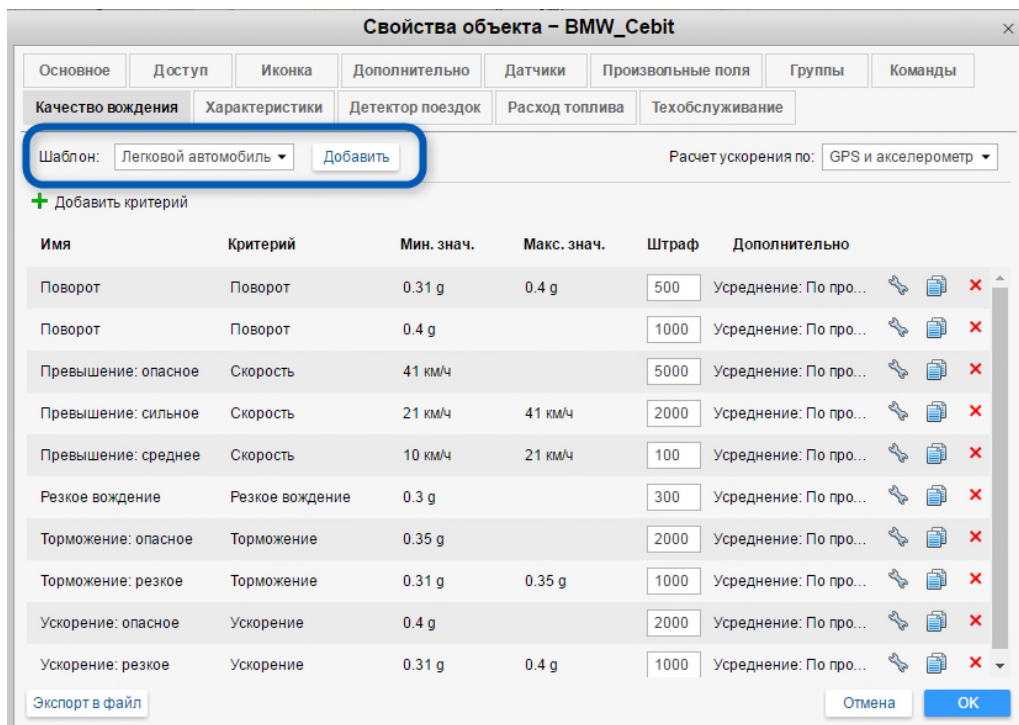 Свойства объекта – BMW_Cebit
Основное Доступ Иконка Дополнительно Датчики Произвольные поля Группы Команды
Качество вождения Характеристики Детектор поездок Расход топлива Техобслуживание
Шаблон: Легковой автомобиль Добавить Расчет ускорения по: GPS и акселерометр
Добавить критерий
Имя Критерий Мин. знач. Макс. знач. Штраф Дополнительно
Поворот Поворот 0.31 g 0.4 g 500 Усреднение: По про...
Поворот Поворот 0.4 g 1000 Усреднение: По про...
Превышение: опасное Скорость 41 км/ч 5000 Усреднение: По про...
Превышение: сильное Скорость 21 км/ч 41 км/ч 2000 Усреднение: По про...
Превышение: среднее Скорость 10 км/ч 21 км/ч 100 Усреднение: По про...
Резкое вождение Резкое вождение 0.3 g 300 Усреднение: По про...
Торможение: опасное Торможение 0.35 g 2000 Усреднение: По про...
Торможение: резкое Торможение 0.31 g 0.35 g 1000 Усреднение: По про...
Ускорение: опасное Ускорение 0.4 g 2000 Усреднение: По про...
Ускорение: резкое Ускорение 0.31 g 0.4 g 1000 Усреднение: По про...
Экспорт в файл Отмена OK